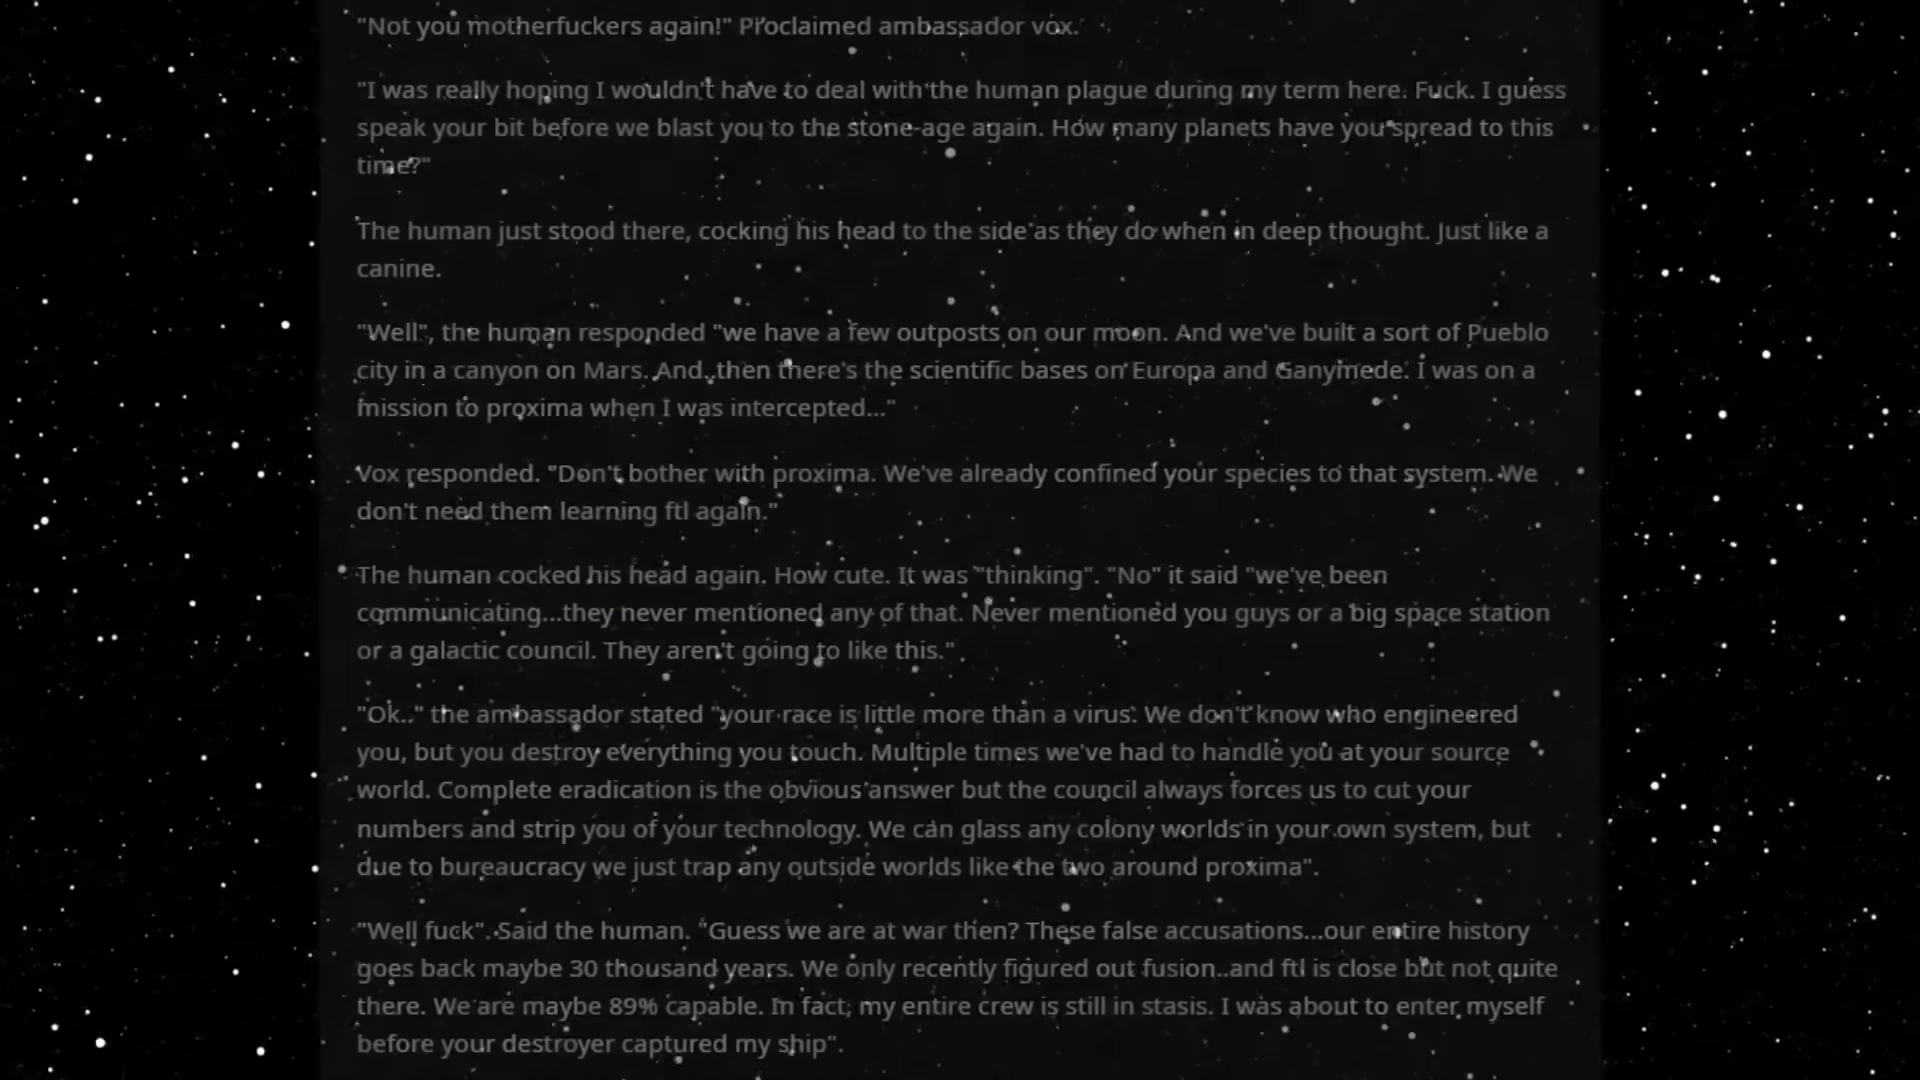 "Not you motherfuckers again!" Proclaimed ambassador vox.
"I was really hoping I wouldn't have to deal with the human plague during my term here. Fuck. I guess
speak your bit before we blast you to the stone-age again. How many planets have you spread to this
time?"
The human just stood there, cocking his head to the side as they do when in deep thought. Just like a
canine.
"Well", the human responded "we have a few outposts on our moon. And we've built a sort of Pueblo
city in a canyon on Mars. And..then there's the scientific bases on Europa and Ganymede. I was on a
mission to proxima when I was intercepted..."
Vox responded. "Don't bother with proxima. We've already confined your species to that system. We
don't need them learning ftl again."
The human cocked his head again. How cute. It was "thinking". "No" it said "we've been
communicating...they never mentioned any of that. Never mentioned you guys or a big space station
or a galactic council. They aren't going to like this."
"Ok.." the ambassador stated "your race is little more than a virus. We don't know who engineered
you, but you destroy everything you touch. Multiple times we've had to handle you at your source
world. Complete eradication is the obvious answer but the council always forces us to cut your
numbers and strip you of your technology. We can glass any colony worlds in your own system, but
due to bureaucracy we just trap any outside worlds like the two around proxima".
"Well fuck". Said the human. "Guess we are at war then? These false accusations...our entire history
goes back maybe 30 thousand years. We only recently figured out fusion..and ftl is close but not quite
there. We are maybe 89% capable. In fact, my entire crew is still in stasis. I was about to enter myself
before your destroyer captured my ship".